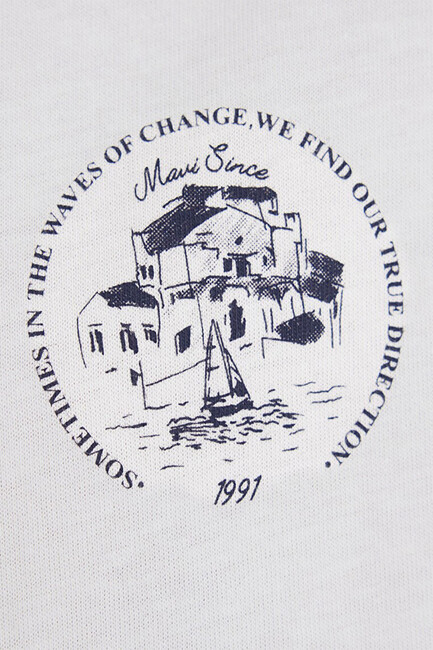 •SOMETIMES IN THE WAVES OF CHANGE, WE FIND OUR TRUE DIRECTION•
Mavi Since
1991